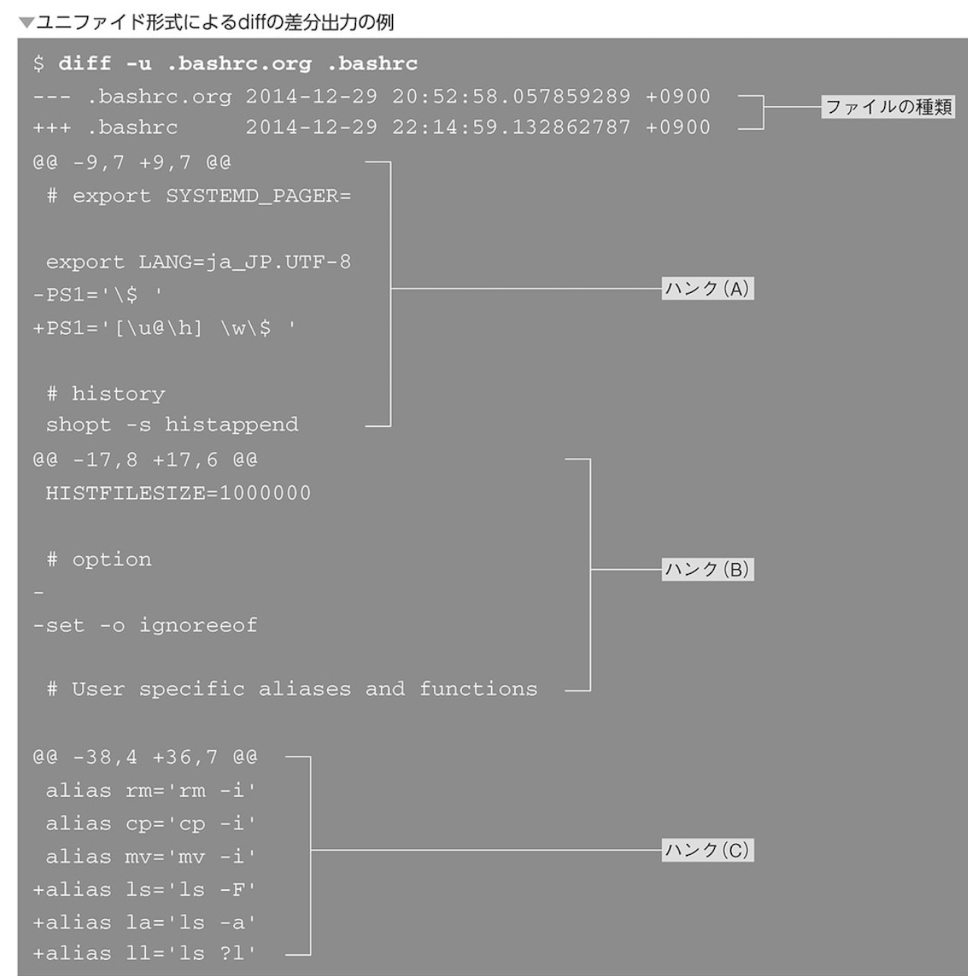 ▼ユニファイド形式によるdiffの差分出力の例
$ diff -u .bashrc.org .bashrc
--- .bashrc.org 2014-12-29 20:52:58.057859289 +0900
+++ .bashrc     2014-12-29 22:14:59.132862787 +0900
ファイルの種類
@@ -9,7 +9,7 @@
 # export SYSTEMD_PAGER=
 export LANG=ja_JP.UTF-8
-PS1='\$ '
+PS1='[\u@\h] \w\$ '
 # history
 shopt -s histappend
ハンク(A)
@@ -17,8 +17,6 @@
 HISTFILESIZE=1000000
 # option
-
-set -o ignoreeof
 # User specific aliases and functions
ハンク(B)
@@ -38,4 +36,7 @@
 alias rm='rm -i'
 alias cp='cp -i'
 alias mv='mv -i'
+alias ls='ls -F'
+alias la='ls -a'
+alias ll='ls ?l'
ハンク(C)